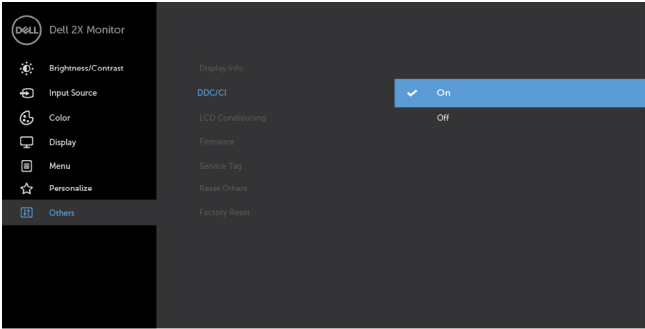 DELL Dell 2X Monitor
Brightness/Contrast
Display Info
Input Source
DDC/CI
On
Color
LCD Conditioning
Off
Display
Firmware
Menu
Service Tag
Personalize
Reset Others
Others
Factory Reset